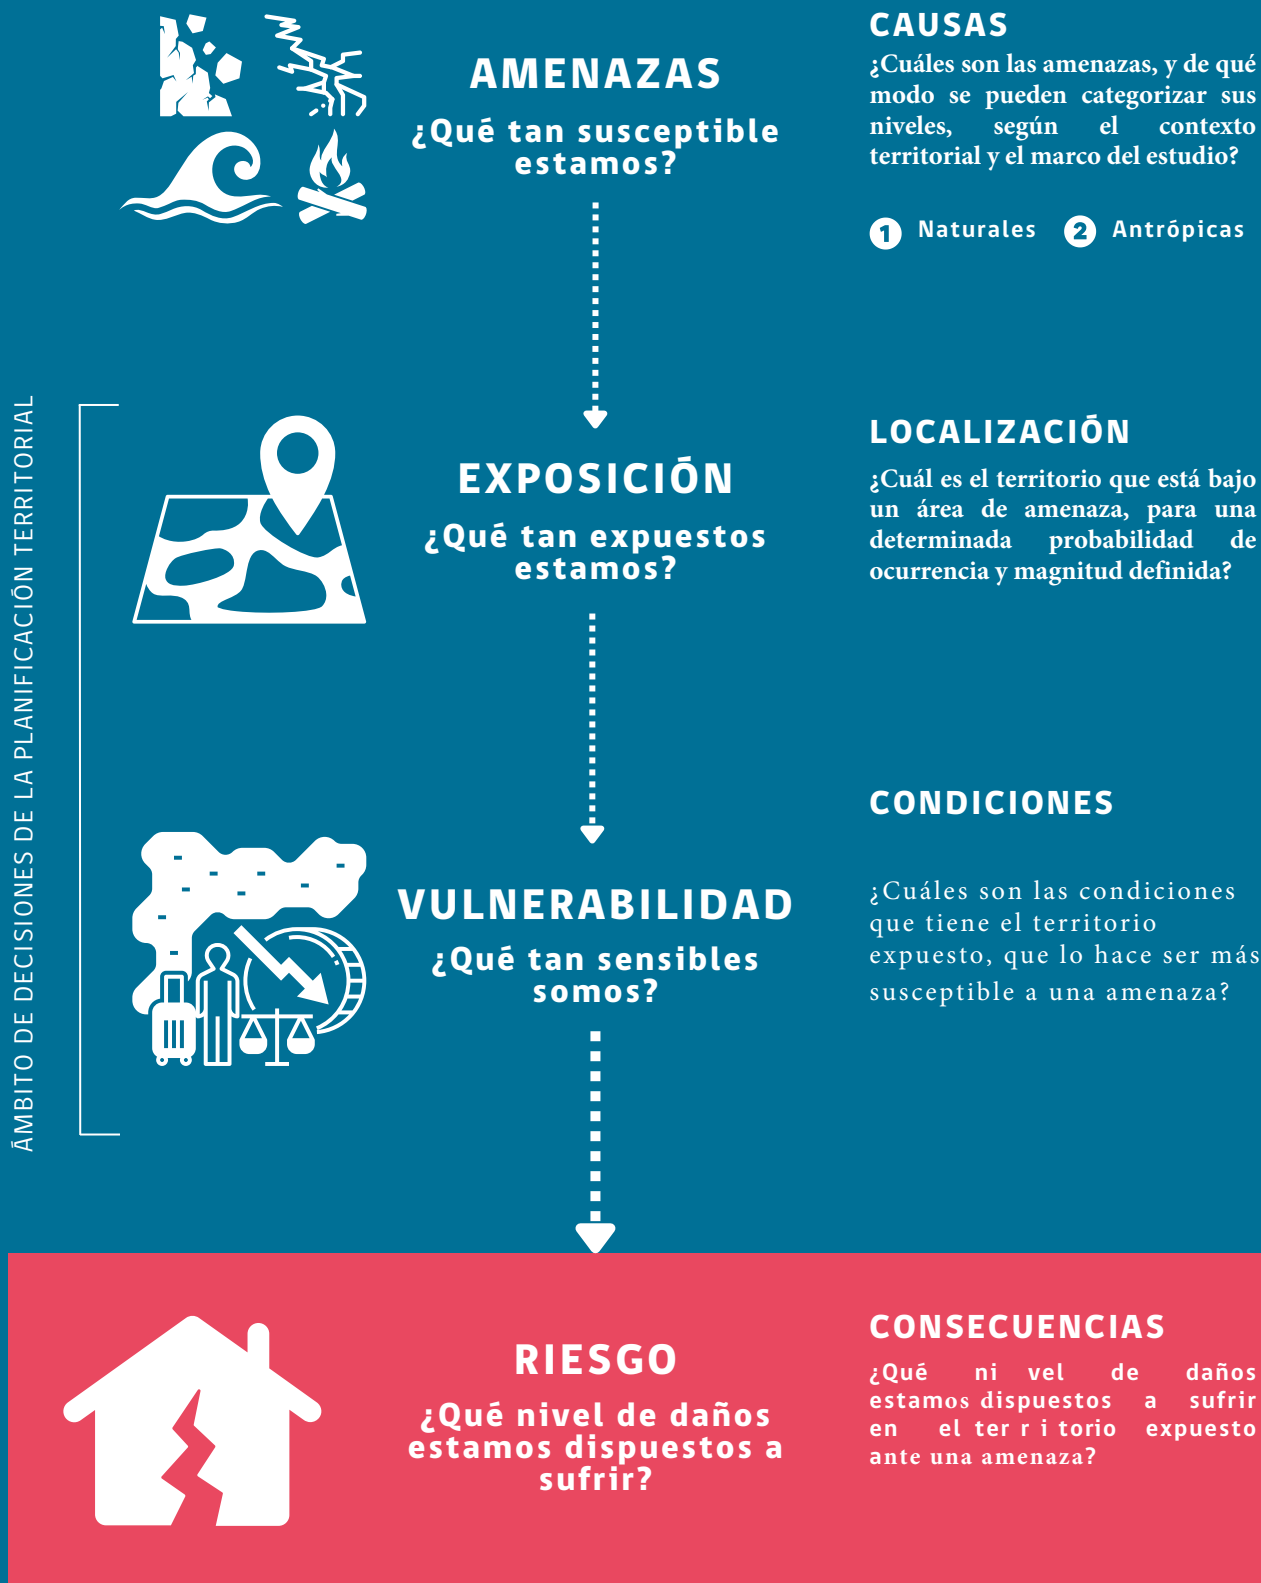 AMENAZAS
¿Qué tan susceptible
estamos?
CAUSAS
¿Cuáles son las amenazas, y de qué
modo se pueden categorizar sus
niveles, según el contexto
territorial y el marco del estudio?
1 Naturales 2 Antrópicas
ÁMBITO DE DECISIONES DE LA PLANIFICACIÓN TERRITORIAL
EXPOSICIÓN
¿Qué tan expuestos
estamos?
LOCALIZACIÓN
¿Cuál es el territorio que está bajo
un área de amenaza, para una
determinada probabilidad de
ocurrencia y magnitud definida?
VULNERABILIDAD
¿Qué tan sensibles
somos?
CONDICIONES
¿Cuáles son las condiciones
que tiene el territorio
expuesto, que lo hace ser más
susceptible a una amenaza?
RIESGO
¿Qué nivel de daños
estamos dispuestos a
sufrir?
CONSECUENCIAS
¿Qué ni vel de daños
estamos dispuestos a sufrir
en el ter r i torio expuesto
ante una amenaza?